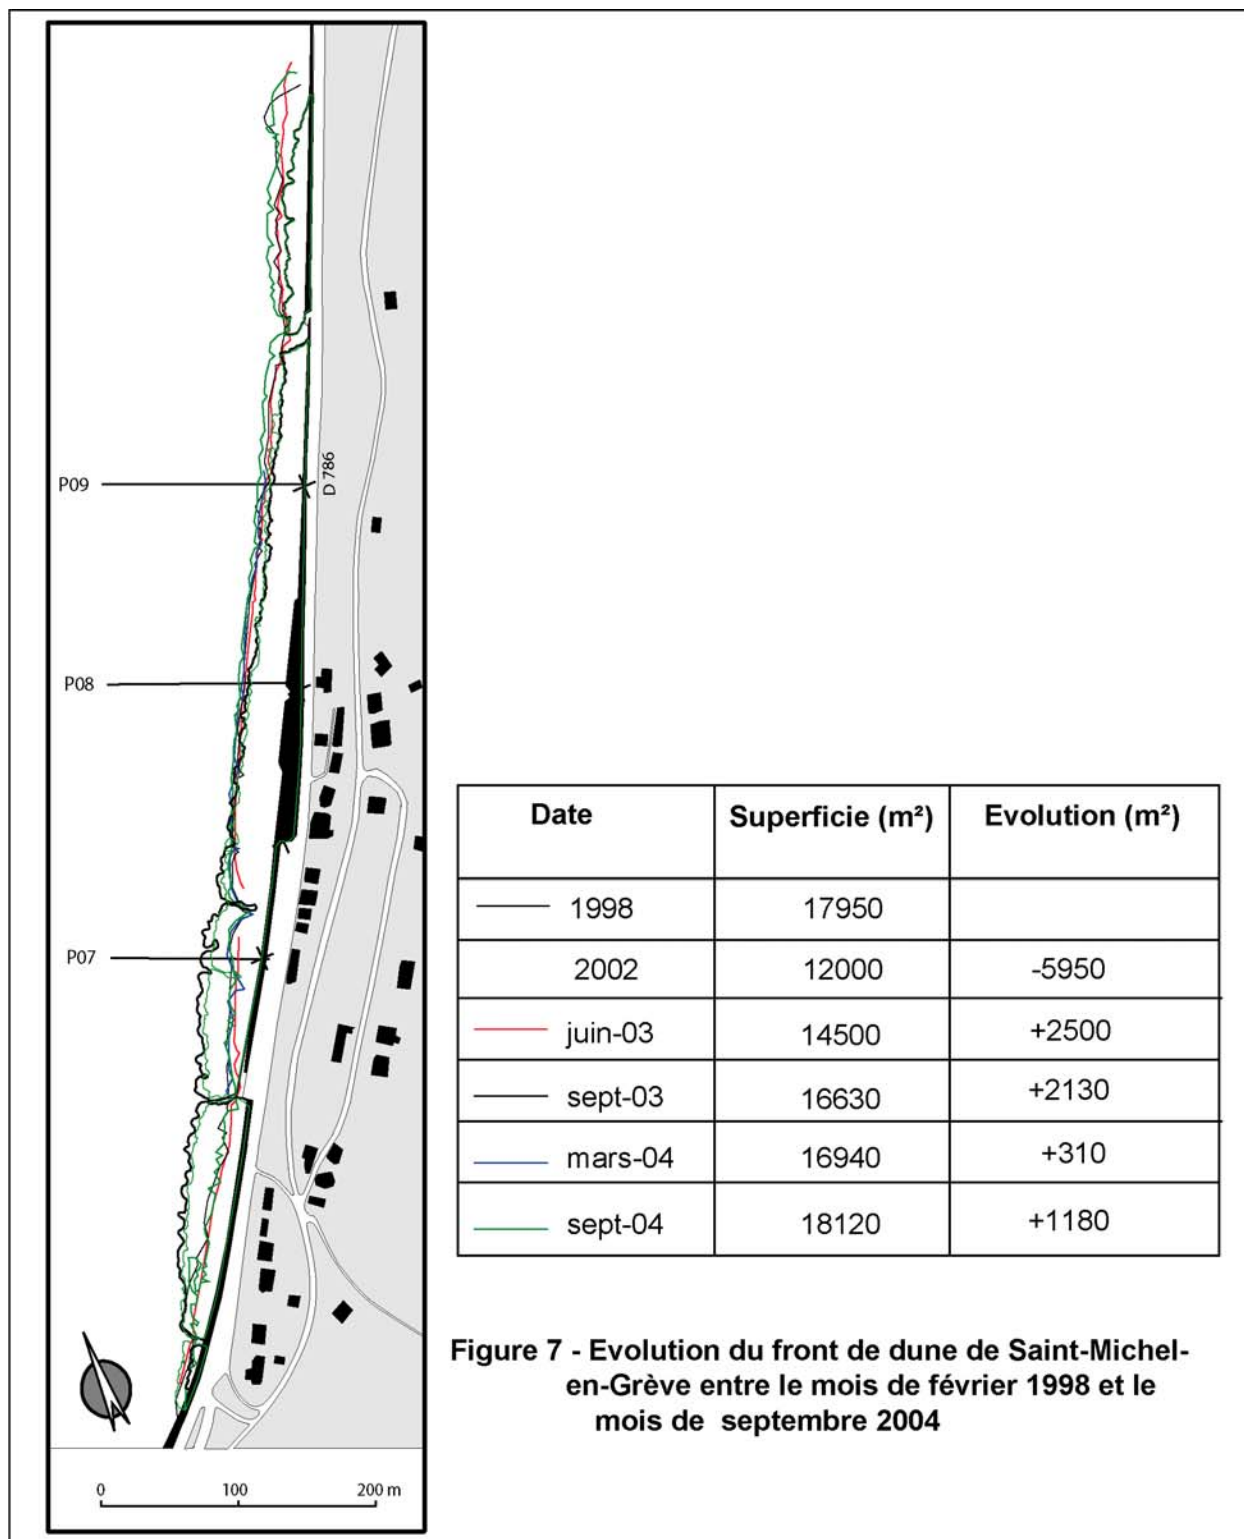 P09
D 786
P08
P07
0 100 200 m
Date Superficie (m²) Evolution (m²)
1998 17950
2002 12000 -5950
juin-03 14500 +2500
sept-03 16630 +2130
mars-04 16940 +310
sept-04 18120 +1180
Figure 7 - Evolution du front de dune de Saint-Michel-
en-Grève entre le mois de février 1998 et le
mois de septembre 2004